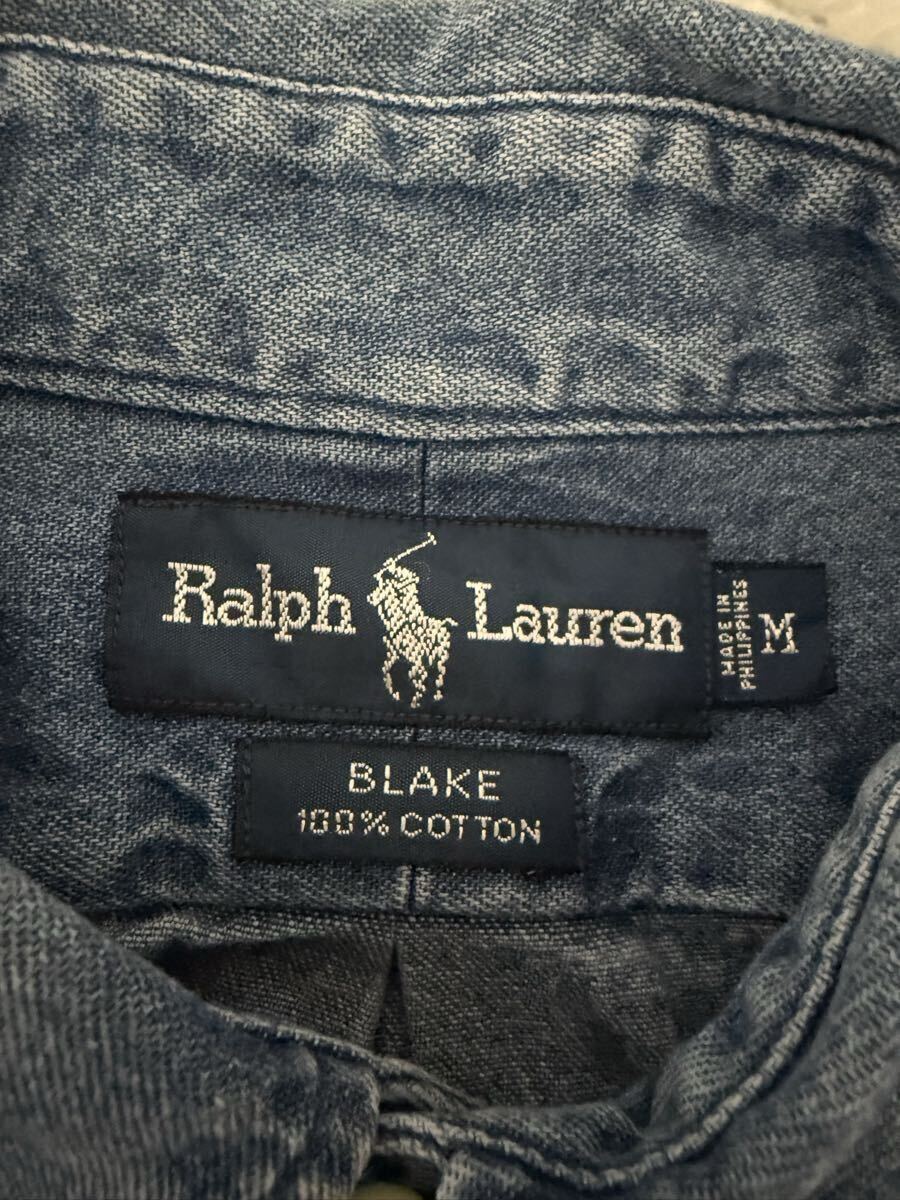 Ralph Lauren
MADE IN
PHILIPPINES
M
BLAKE
100% COTTON